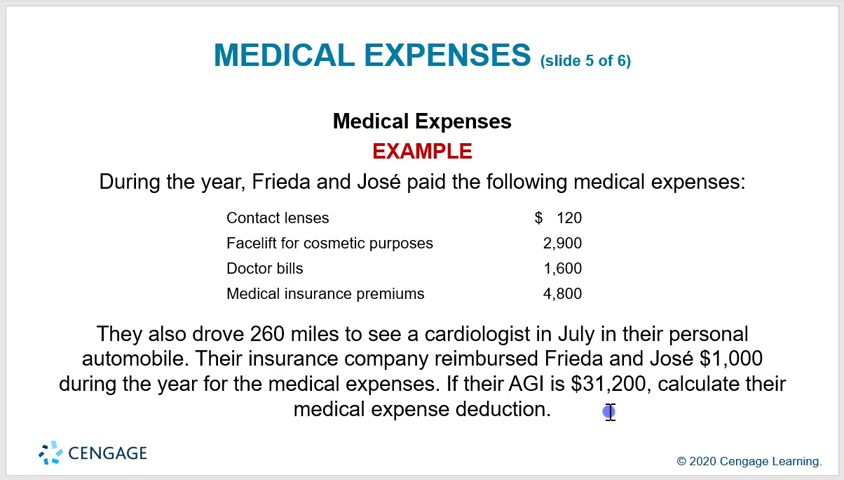 MEDICAL EXPENSES (slide 5 of 6)
Medical Expenses
EXAMPLE
During the year, Frieda and José paid the following medical expenses:
Contact lenses $ 120
Facelift for cosmetic purposes 2,900
Doctor bills 1,600
Medical insurance premiums 4,800
They also drove 260 miles to see a cardiologist in July in their personal
automobile. Their insurance company reimbursed Frieda and José $1,000
during the year for the medical expenses. If their AGI is $31,200, calculate their
medical expense deduction.
CENGAGE
© 2020 Cengage Learning.